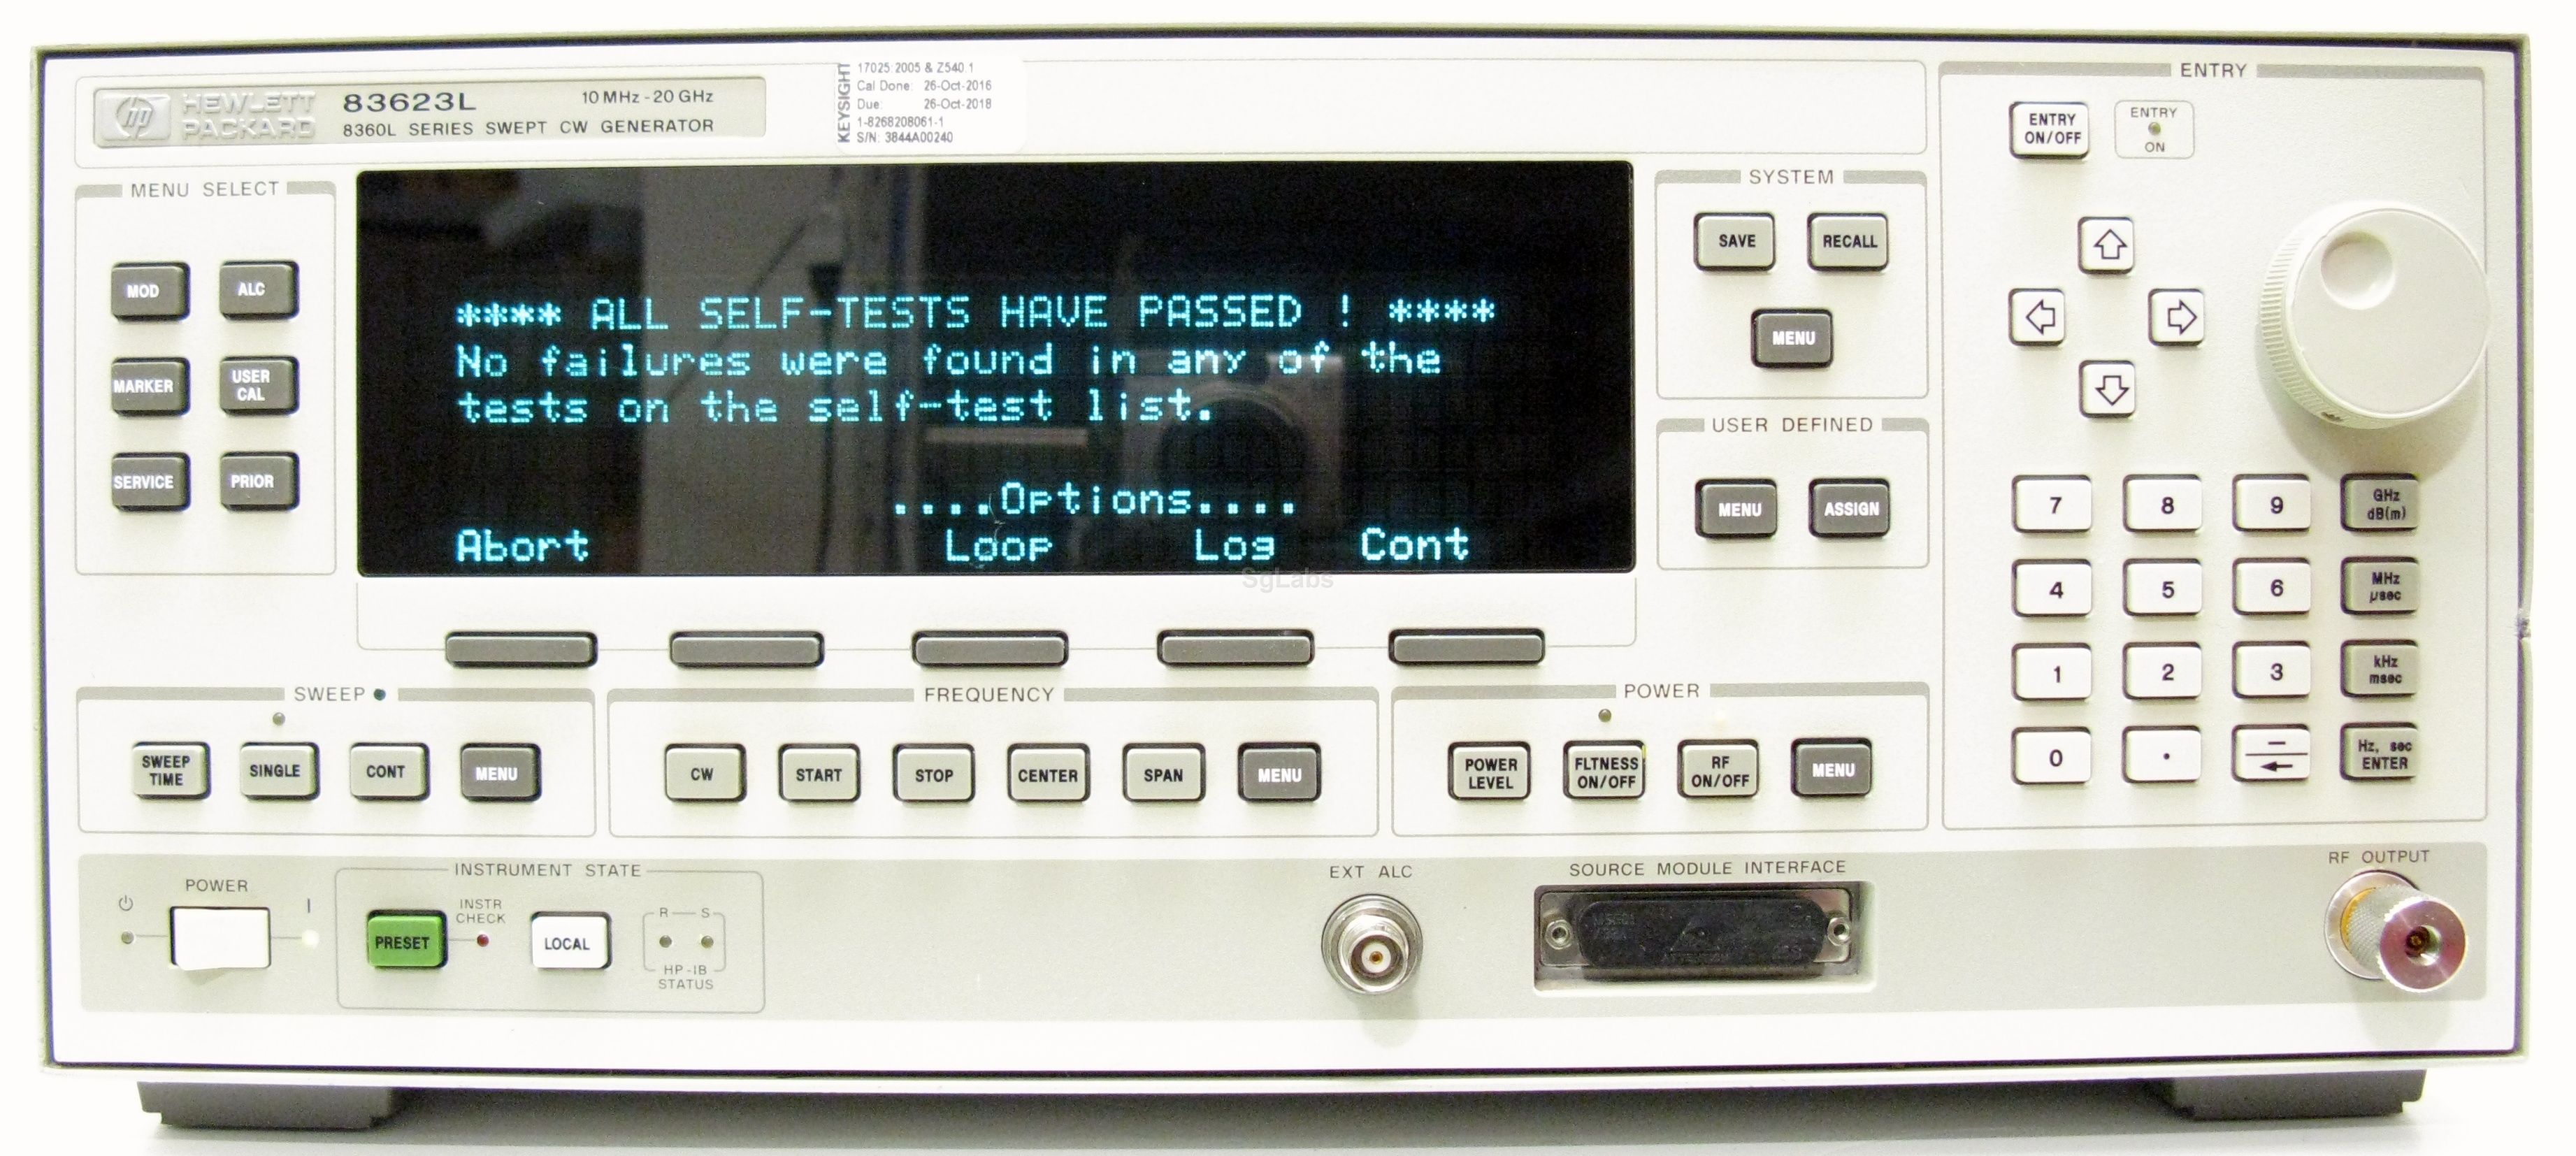 HEWLETT
PACKARD
83623L
10 MHz - 20 GHz
8360L SERIES SWEPT CW GENERATOR
KEYSIGHT
17025:2005 & Z540.1
Cal Done: 26-Oct-2016
Due: 26-Oct-2018
1-8268208061-1
S/N: 3844A00240
MENU SELECT
MOD
ALC
MARKER
USER
CAL
SERVICE
PRIOR
**** ALL SELF-TESTS HAVE PASSED ! ****
No failures were found in any of the
tests on the self-test list.
....Options....
Abort Loop Log Cont
SgLabs
SYSTEM
SAVE
RECALL
MENU
USER DEFINED
MENU
ASSIGN
ENTRY
ENTRY
ON/OFF
ENTRY
ON
7
8
9
GHz
dB(m)
4
5
6
MHz
µsec
1
2
3
kHz
msec
0
.
−
Hz, sec
ENTER
SWEEP
SWEEP
TIME
SINGLE
CONT
MENU
FREQUENCY
CW
START
STOP
CENTER
SPAN
MENU
POWER
POWER
LEVEL
FLTNESS
ON/OFF
RF
ON/OFF
MENU
POWER
INSTRUMENT STATE
PRESET
INSTR
CHECK
LOCAL
R S
HP-IB
STATUS
EXT ALC
SOURCE MODULE INTERFACE
RF OUTPUT